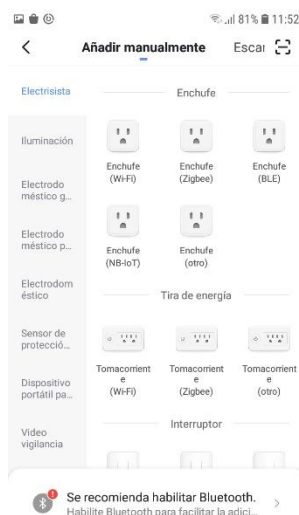 81% 11:52
Añadir manualmente Escar
Electrisista
Iluminación
Electrodo
méstico g...
Electrodo
méstico p...
Electrodom
éstico
Sensor de
protecció...
Dispositivo
portátil pa...
Video
vigilancia
Enchufe
Enchufe
(Wi-Fi)
Enchufe
(Zigbee)
Enchufe
(BLE)
Enchufe
(NB-IoT)
Enchufe
(otro)
Tira de energía
Tomacorrient
e
(Wi-Fi)
Tomacorrient
e
(Zigbee)
Tomacorrient
e
(otro)
Interruptor
Se recomienda habilitar Bluetooth.
Habilite Bluetooth para facilitar la adici...